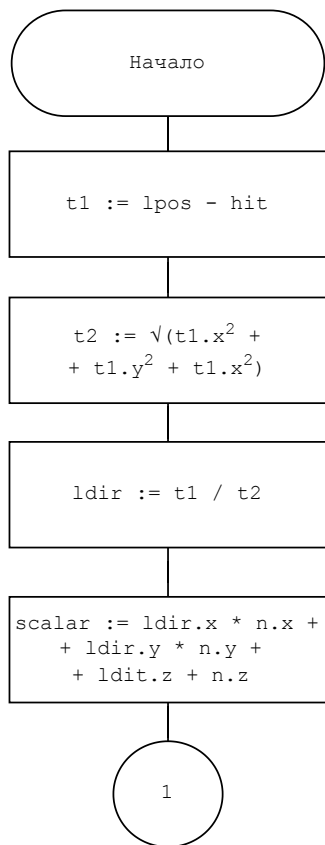 Начало
t1 := lpos - hit
t2 := √(t1.x² +
+ t1.y² + t1.x²)
ldir := t1 / t2
scalar := ldir.x * n.x +
+ ldir.y * n.y +
+ ldit.z + n.z
1